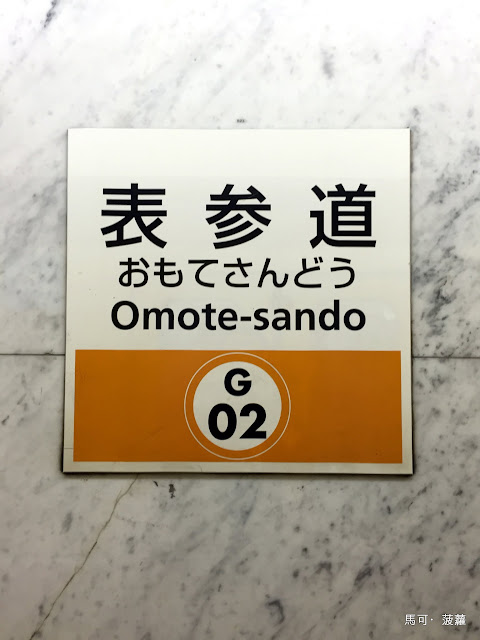 表参道
おもてさんどう
Omote-sando
G
02
馬可·菠蘿